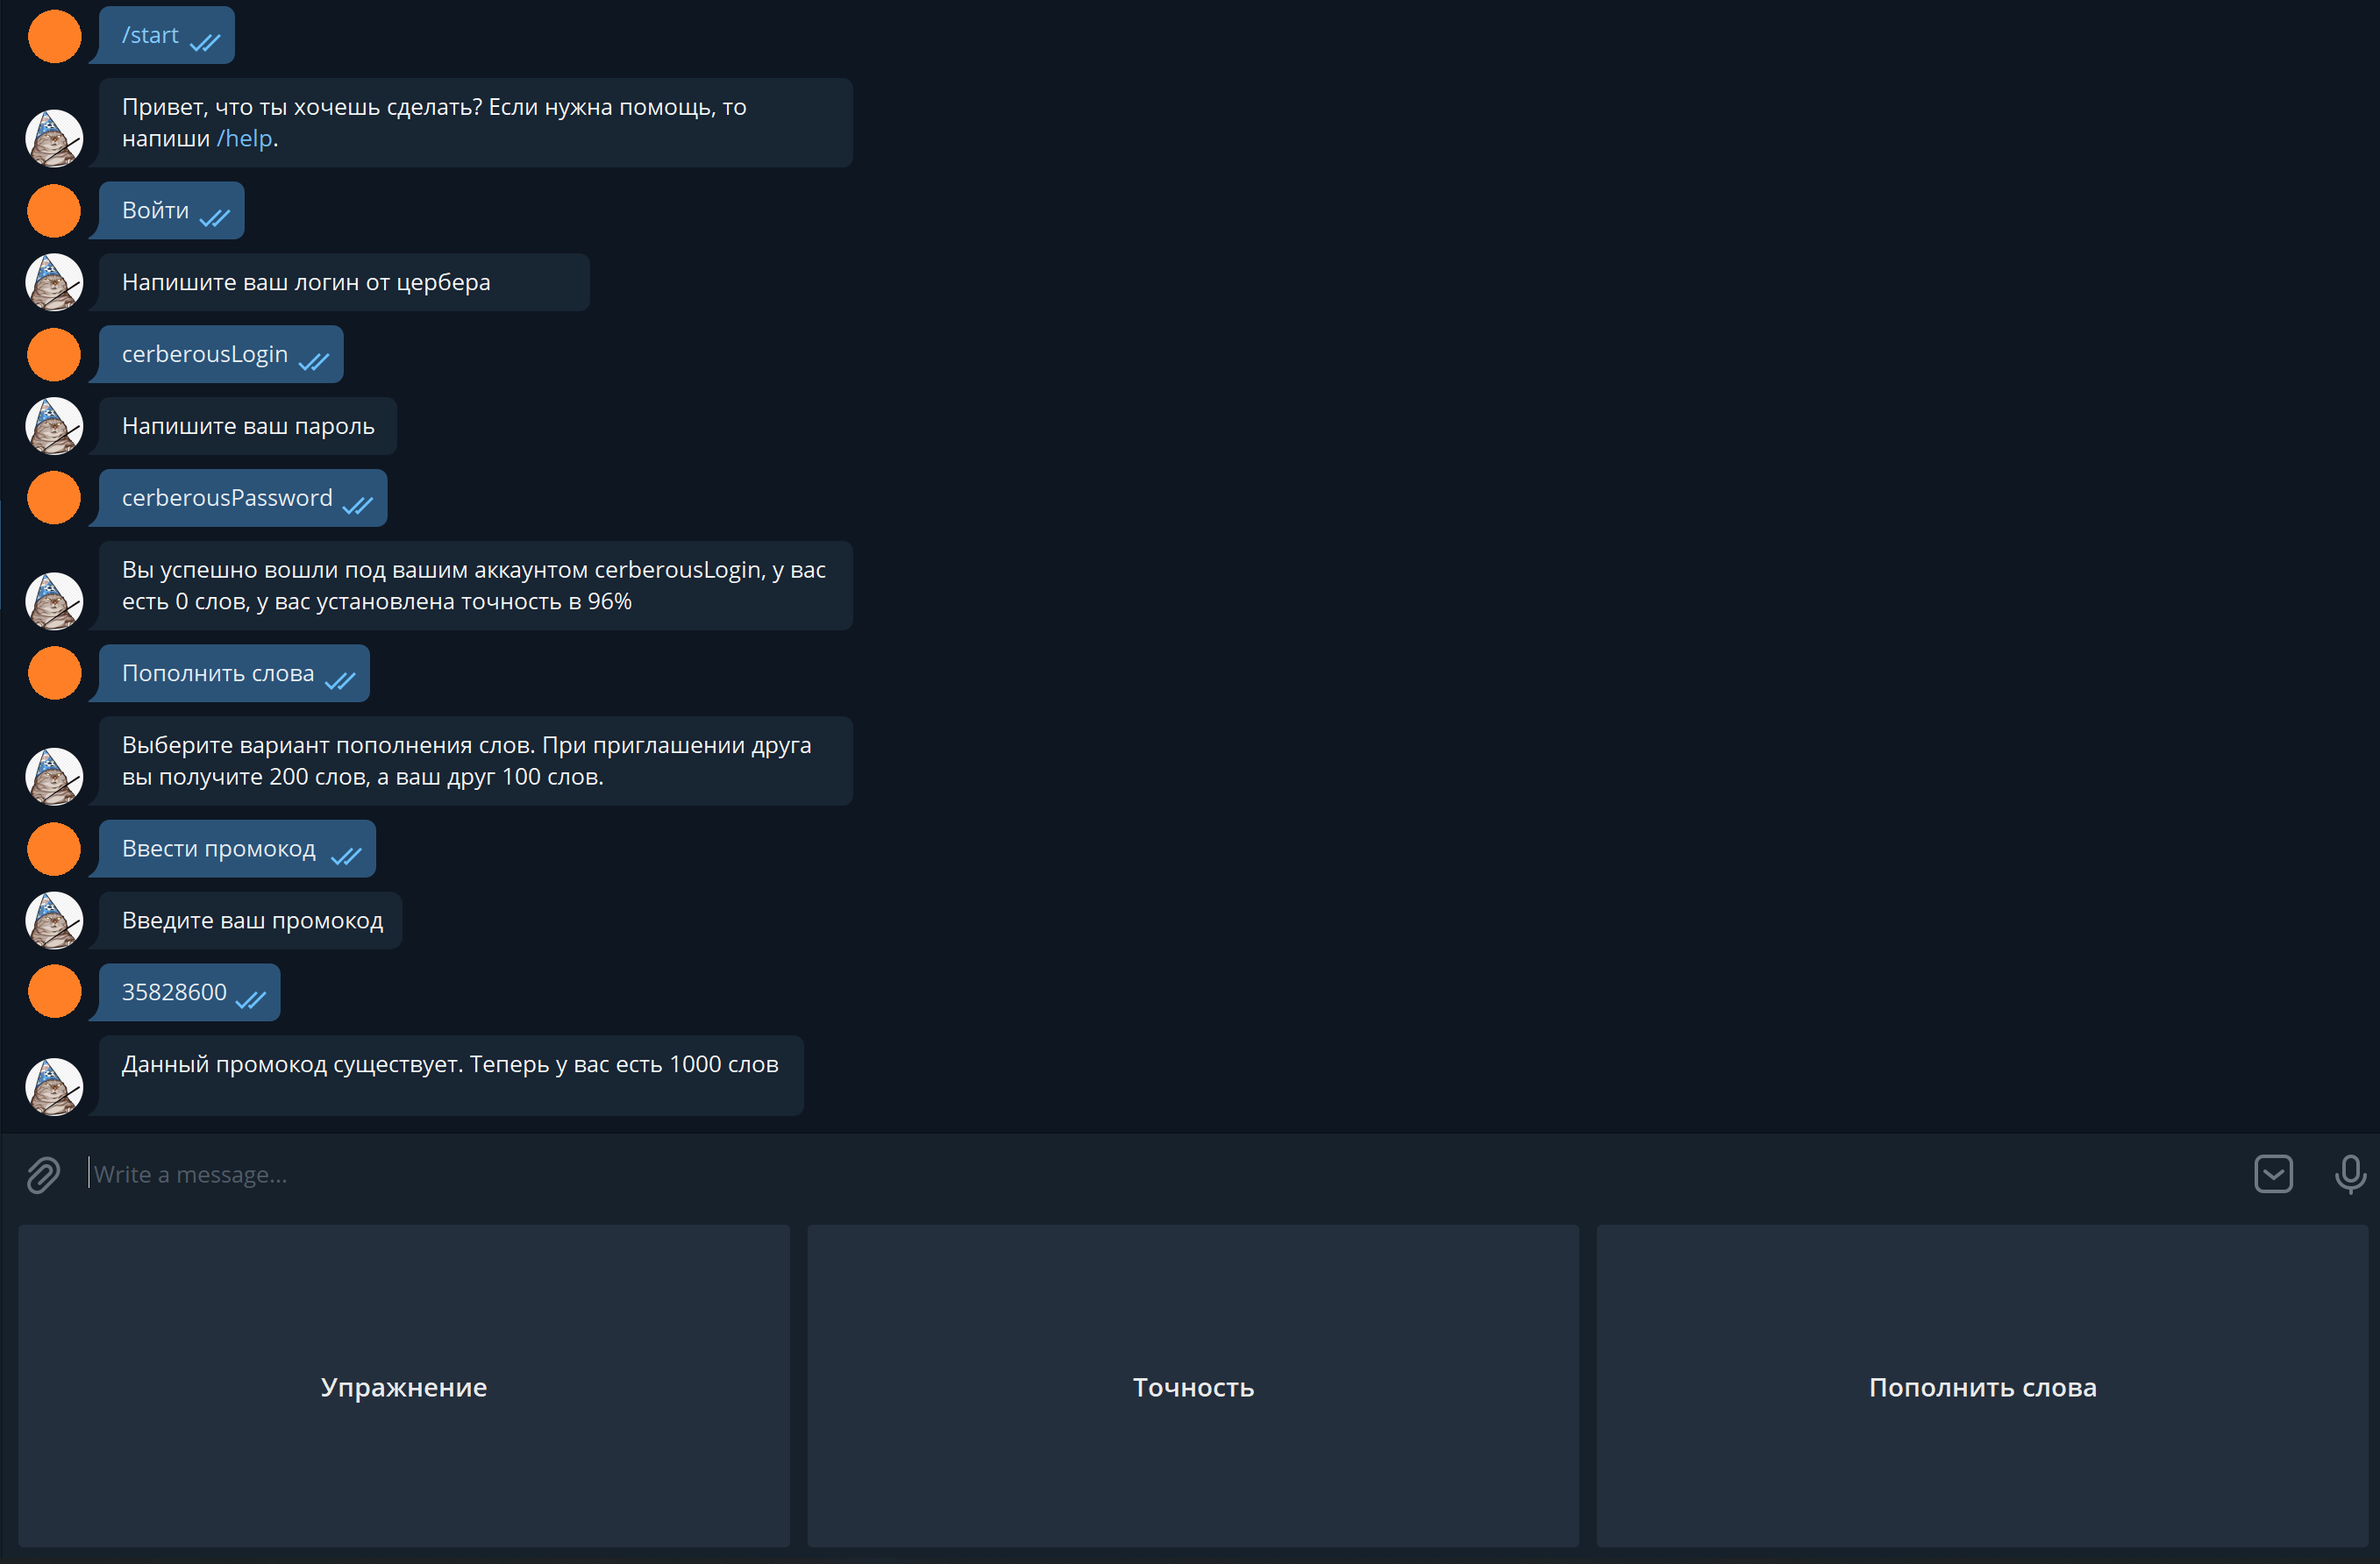 /start
Привет, что ты хочешь сделать? Если нужна помощь, то
напиши /help.
Войти
Напишите ваш логин от цербера
cerberousLogin
Напишите ваш пароль
cerberousPassword
Вы успешно вошли под вашим аккаунтом cerberousLogin, у вас
есть 0 слов, у вас установлена точность в 96%
Пополнить слова
Выберите вариант пополнения слов. При приглашении друга
вы получите 200 слов, а ваш друг 100 слов.
Ввести промокод
Введите ваш промокод
35828600
Данный промокод существует. Теперь у вас есть 1000 слов
Write a message...
Упражнение
Точность
Пополнить слова